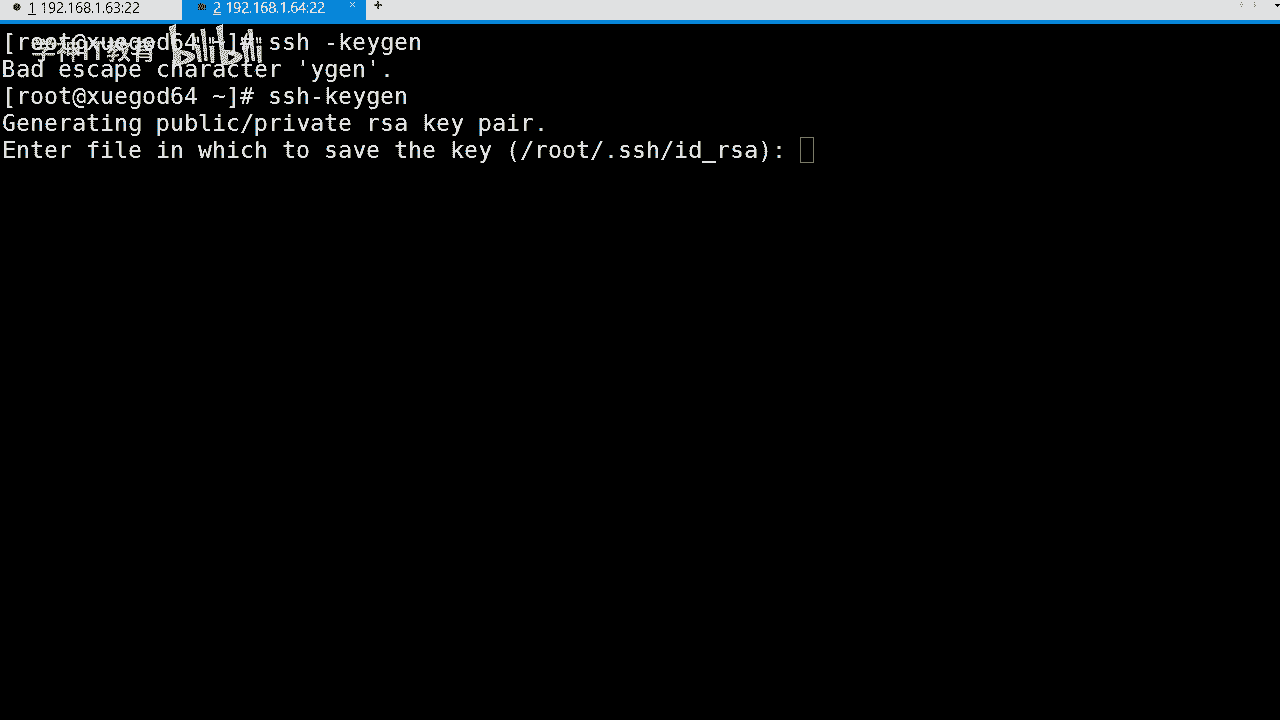 1 192.168.1.63:22
2 192.168.1.64:22 × +
学神IT教育 bilibili
[root@xuegod64 ~]# ssh -keygen
Bad escape character 'ygen'.
[root@xuegod64 ~]# ssh-keygen
Generating public/private rsa key pair.
Enter file in which to save the key (/root/.ssh/id_rsa):